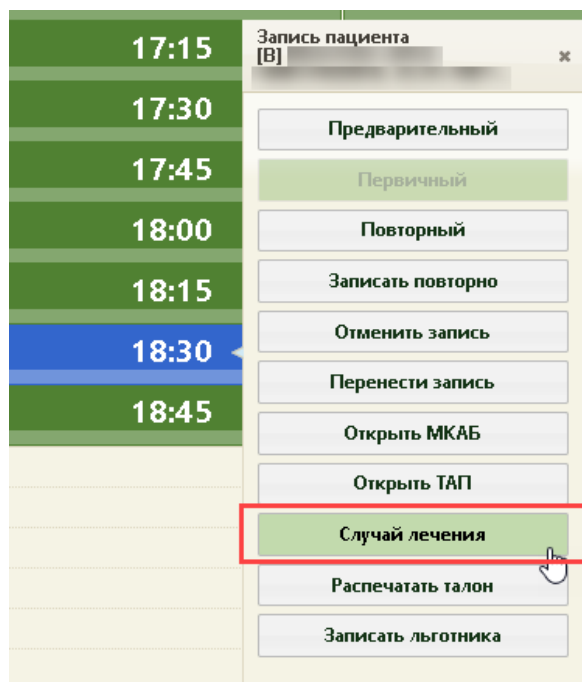 17:15
17:30
17:45
18:00
18:15
18:30
18:45
Запись пациента
[В]
Предварительный
Первичный
Повторный
Записать повторно
Отменить запись
Перенести запись
Открыть МКАБ
Открыть ТАП
Случай лечения
Распечатать талон
Записать льготника